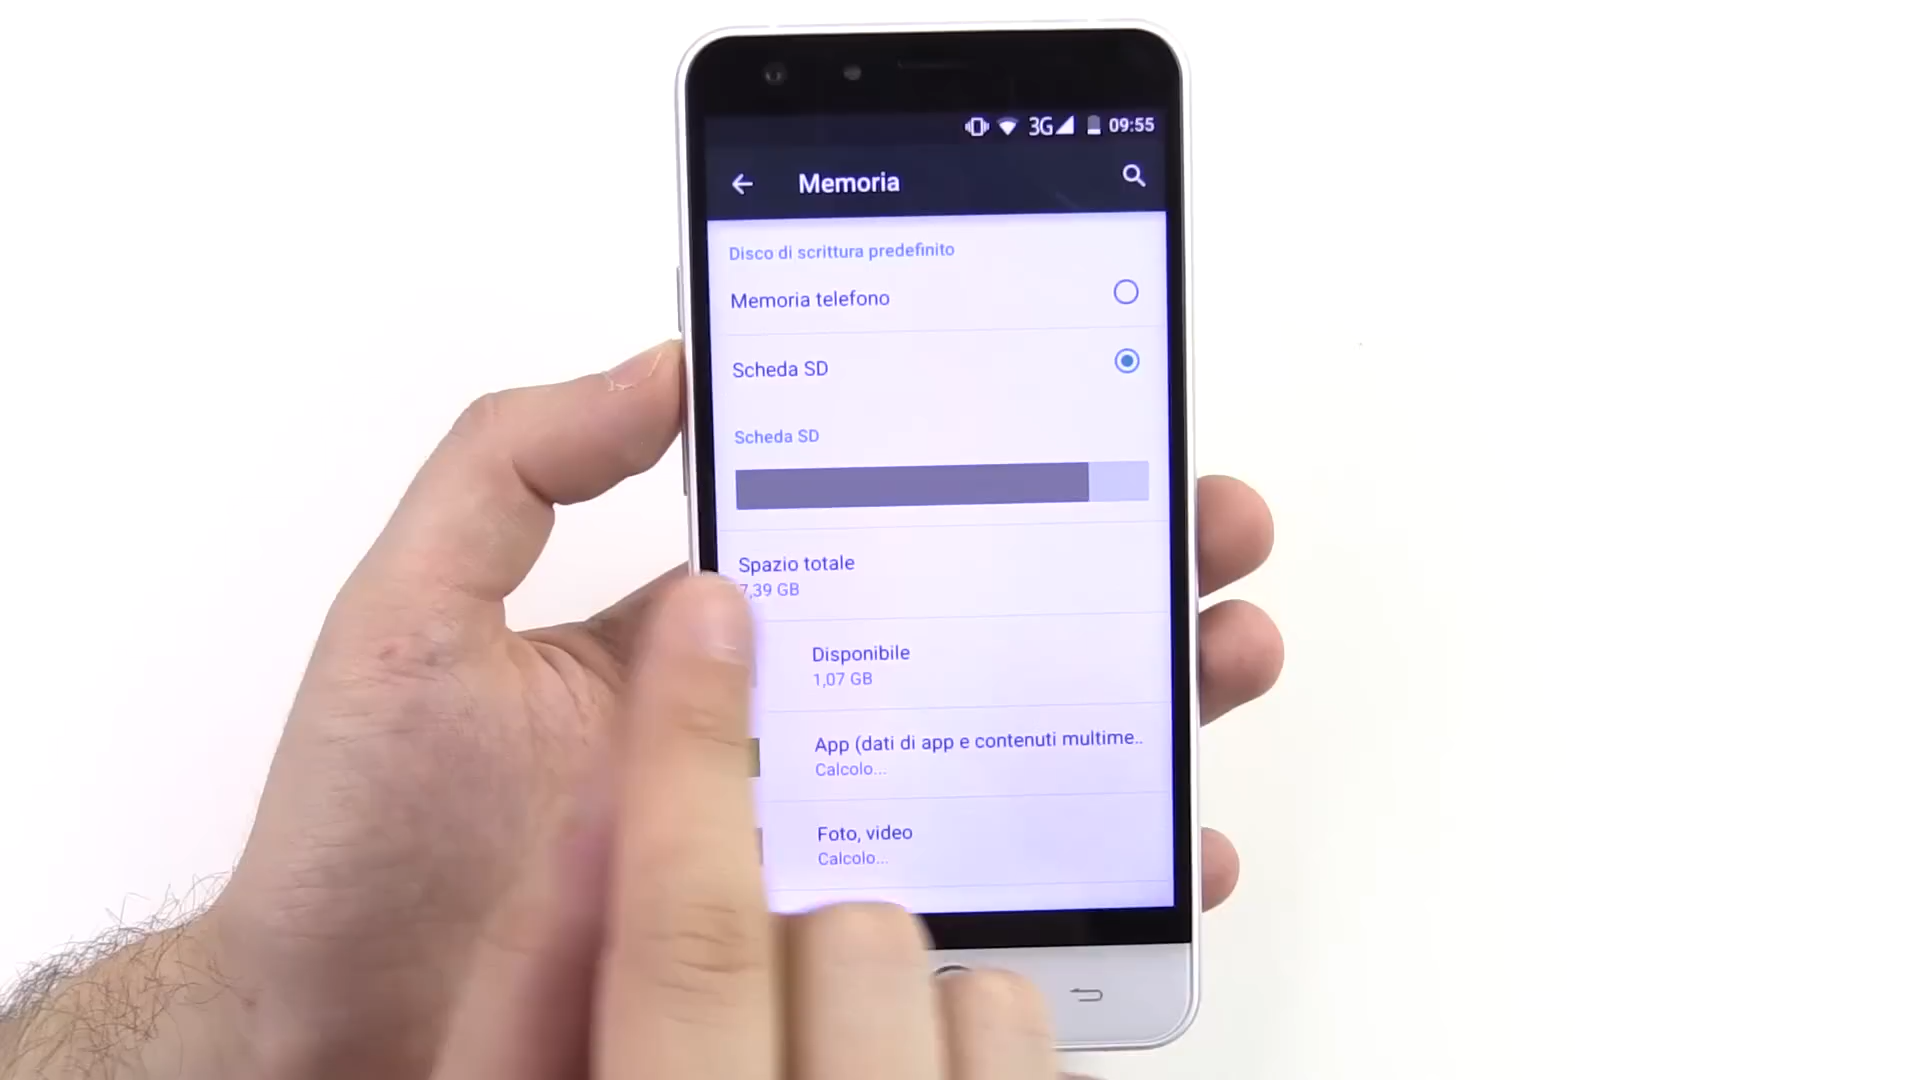 3G 09:55
Memoria
Disco di scrittura predefinito
Memoria telefono
Scheda SD
Scheda SD
Spazio totale
7,39 GB
Disponibile
1,07 GB
App (dati di app e contenuti multime..
Calcolo...
Foto, video
Calcolo...